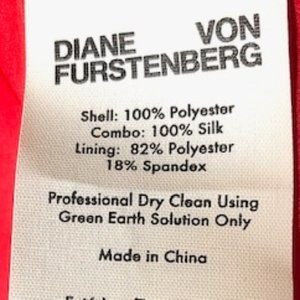 DIANE VON
FURSTENBERG
Shell: 100% Polyester
Combo: 100% Silk
Lining: 82% Polyester
18% Spandex
Professional Dry Clean Using
Green Earth Solution Only
Made in China